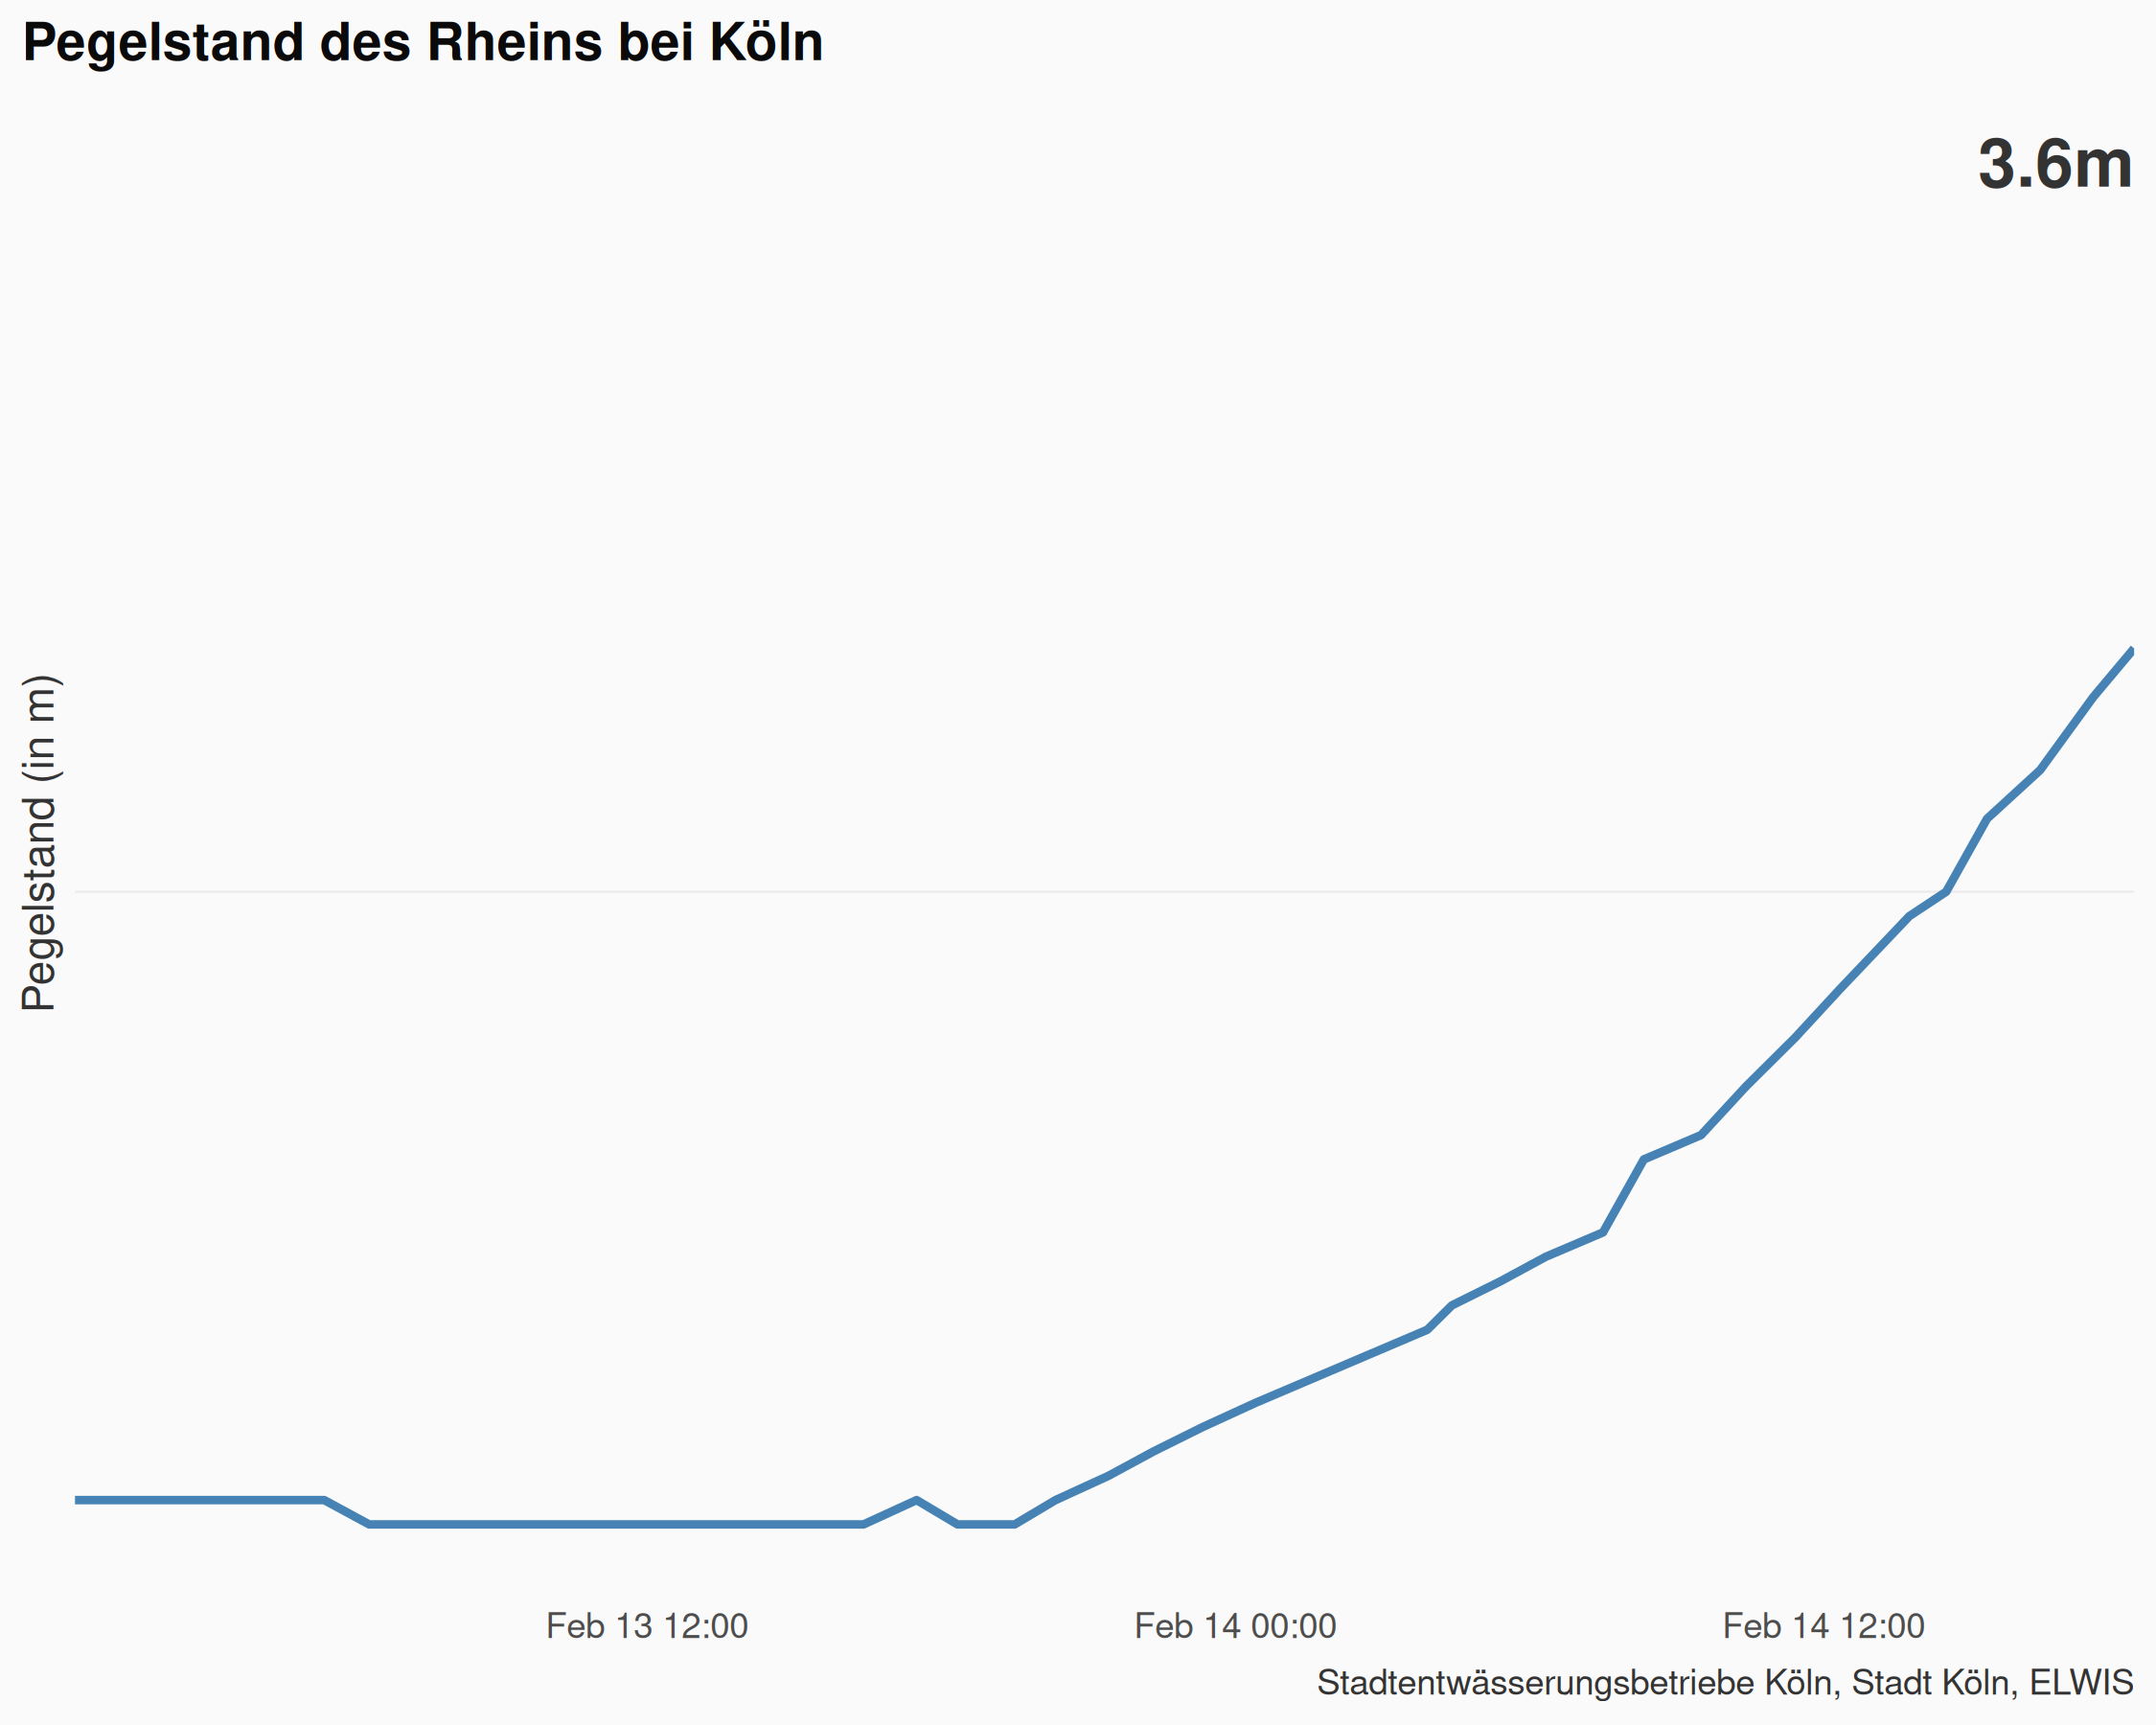 Pegelstand des Rheins bei Köln
3.6m
Pegelstand (in m)
Feb 13 12:00
Feb 14 00:00
Feb 14 12:00
Stadtentwässerungsbetriebe Köln, Stadt Köln, ELWIS